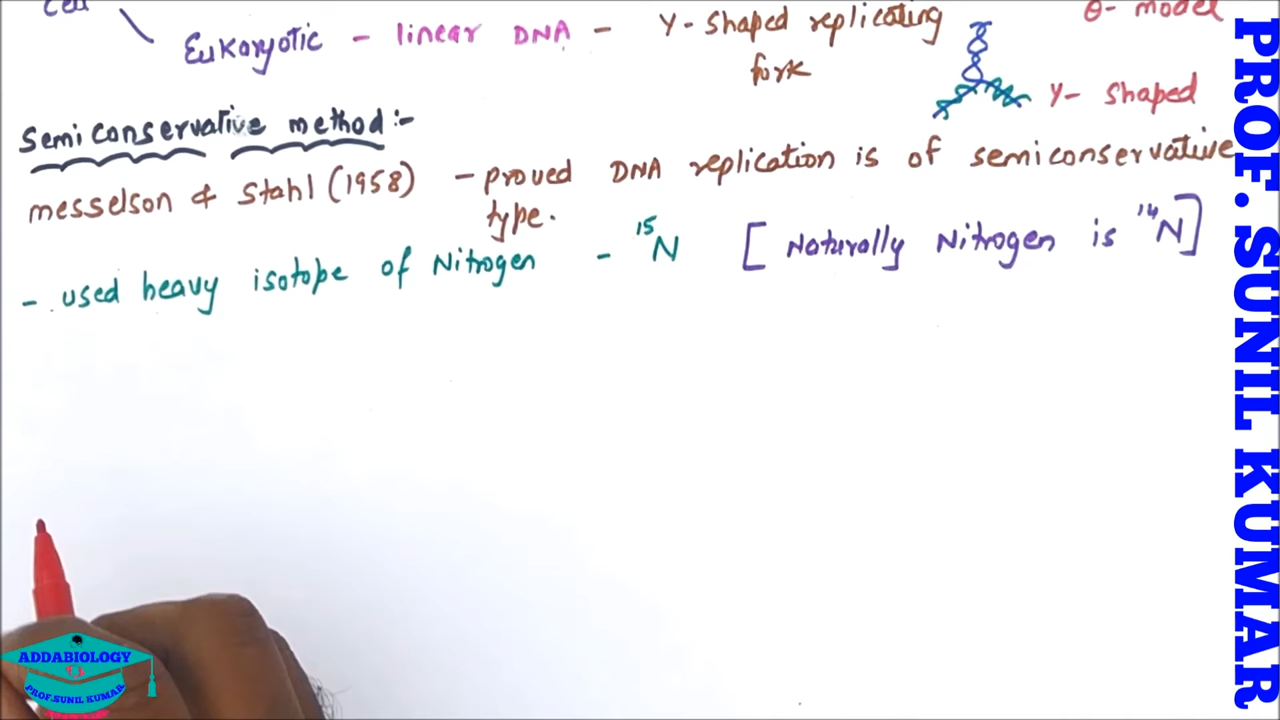 Cell
θ- model
Eukaryotic - linear DNA - Y-shaped replicating
fork
Y- shaped
Semiconservative method:-
messelson & Stahl (1958) - proved DNA replication is of semiconservative
type.
- used heavy isotope of Nitrogen - ¹⁵N [Naturally Nitrogen is ¹⁴N]
PROF. SUNIL KUMAR
ADDABIOLOGY
PROF.SUNIL KUMAR